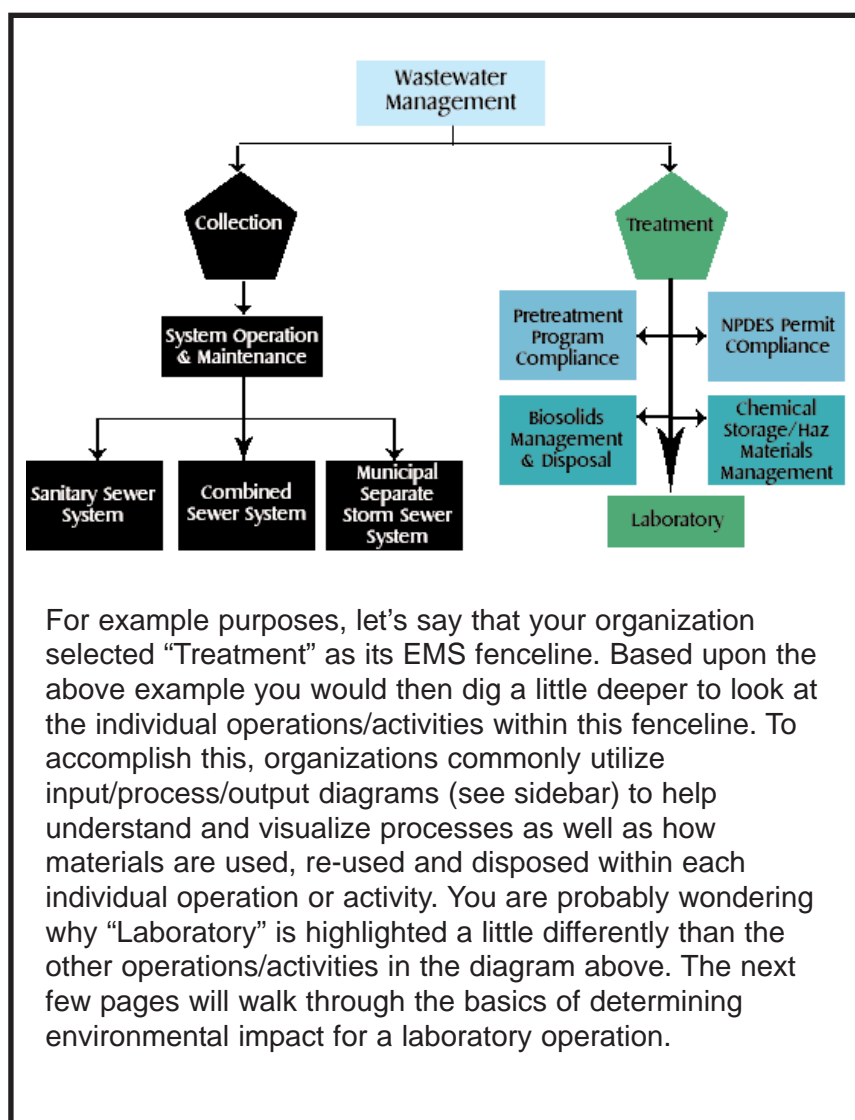 Wastewater
Management
Collection
Treatment
System Operation
& Maintenance
Sanitary Sewer
System
Combined
Sewer System
Municipal
Separate
Storm Sewer
System
Pretreatment
Program
Compliance
NPDES Permit
COmpliance
Biosolids
Management
& Disposal
Chemical
Storage/Haz
Materials
Management
Laboratory
For example purposes, let’s say that your organization
selected “Treatment” as its EMS fenceline. Based upon the
above example you would then dig a little deeper to look at
the individual operations/activities within this fenceline. To
accomplish this, organizations commonly utilize
input/process/output diagrams (see sidebar) to help
understand and visualize processes as well as how
materials are used, re-used and disposed within each
individual operation or activity. You are probably wondering
why “Laboratory” is highlighted a little differently than the
other operations/activities in the diagram above. The next
few pages will walk through the basics of determining
environmental impact for a laboratory operation.